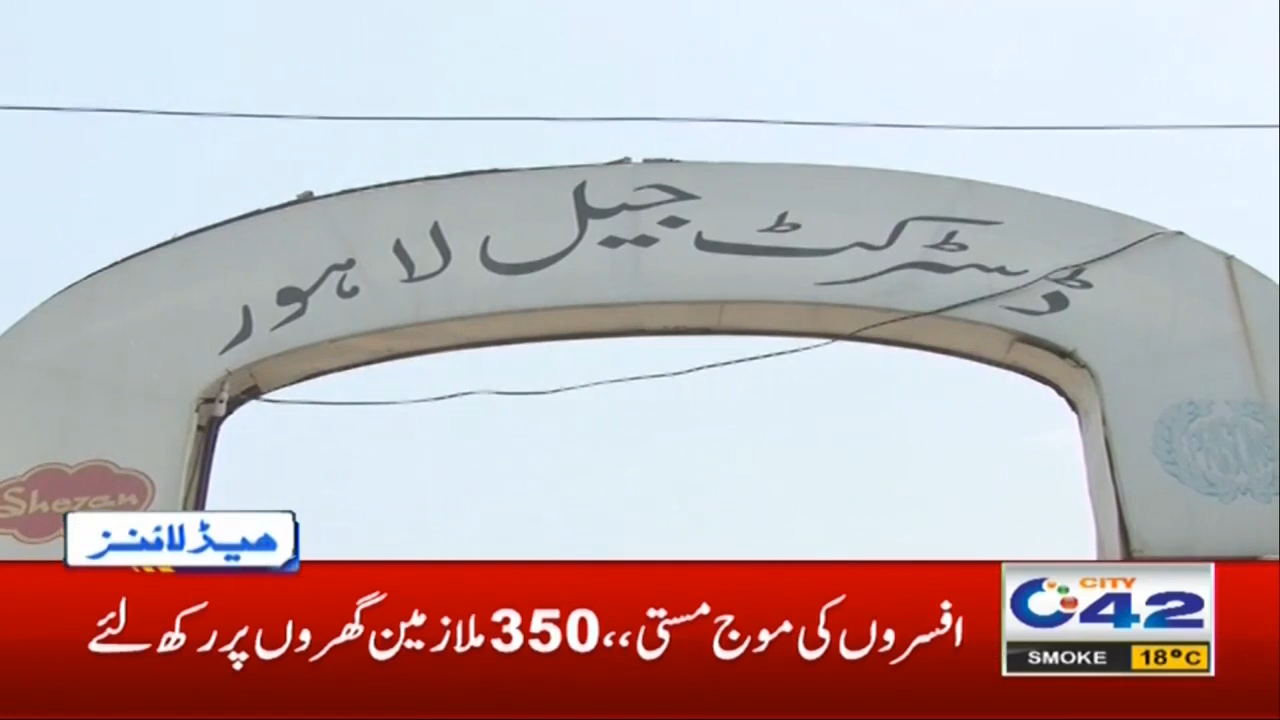 ڈسٹرکٹ جیل لاہور
Shezan
ہیڈ لائنز
افسروں کی موج مستی،،350 ملازمین گھروں پر رکھ لئے
CITY
42
SMOKE 18°C